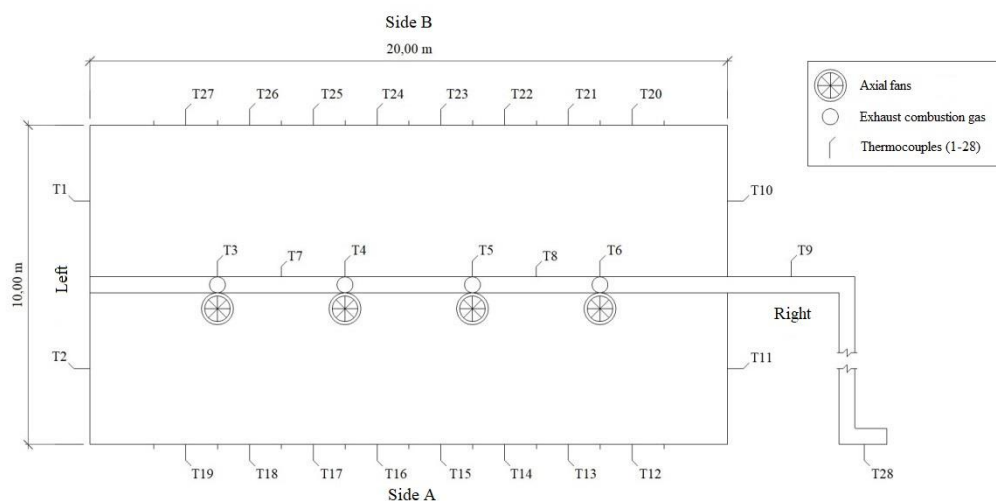 Side B
20,00 m
T27 T26 T25 T24 T23 T22 T21 T20
Axial fans
Exhaust combustion gas
Thermocouples (1-28)
T1 T10
T3 T7 T4 T5 T8 T6 T9
10,00 m
Left
Right
T2 T11
T19 T18 T17 T16 T15 T14 T13 T12 T28
Side A